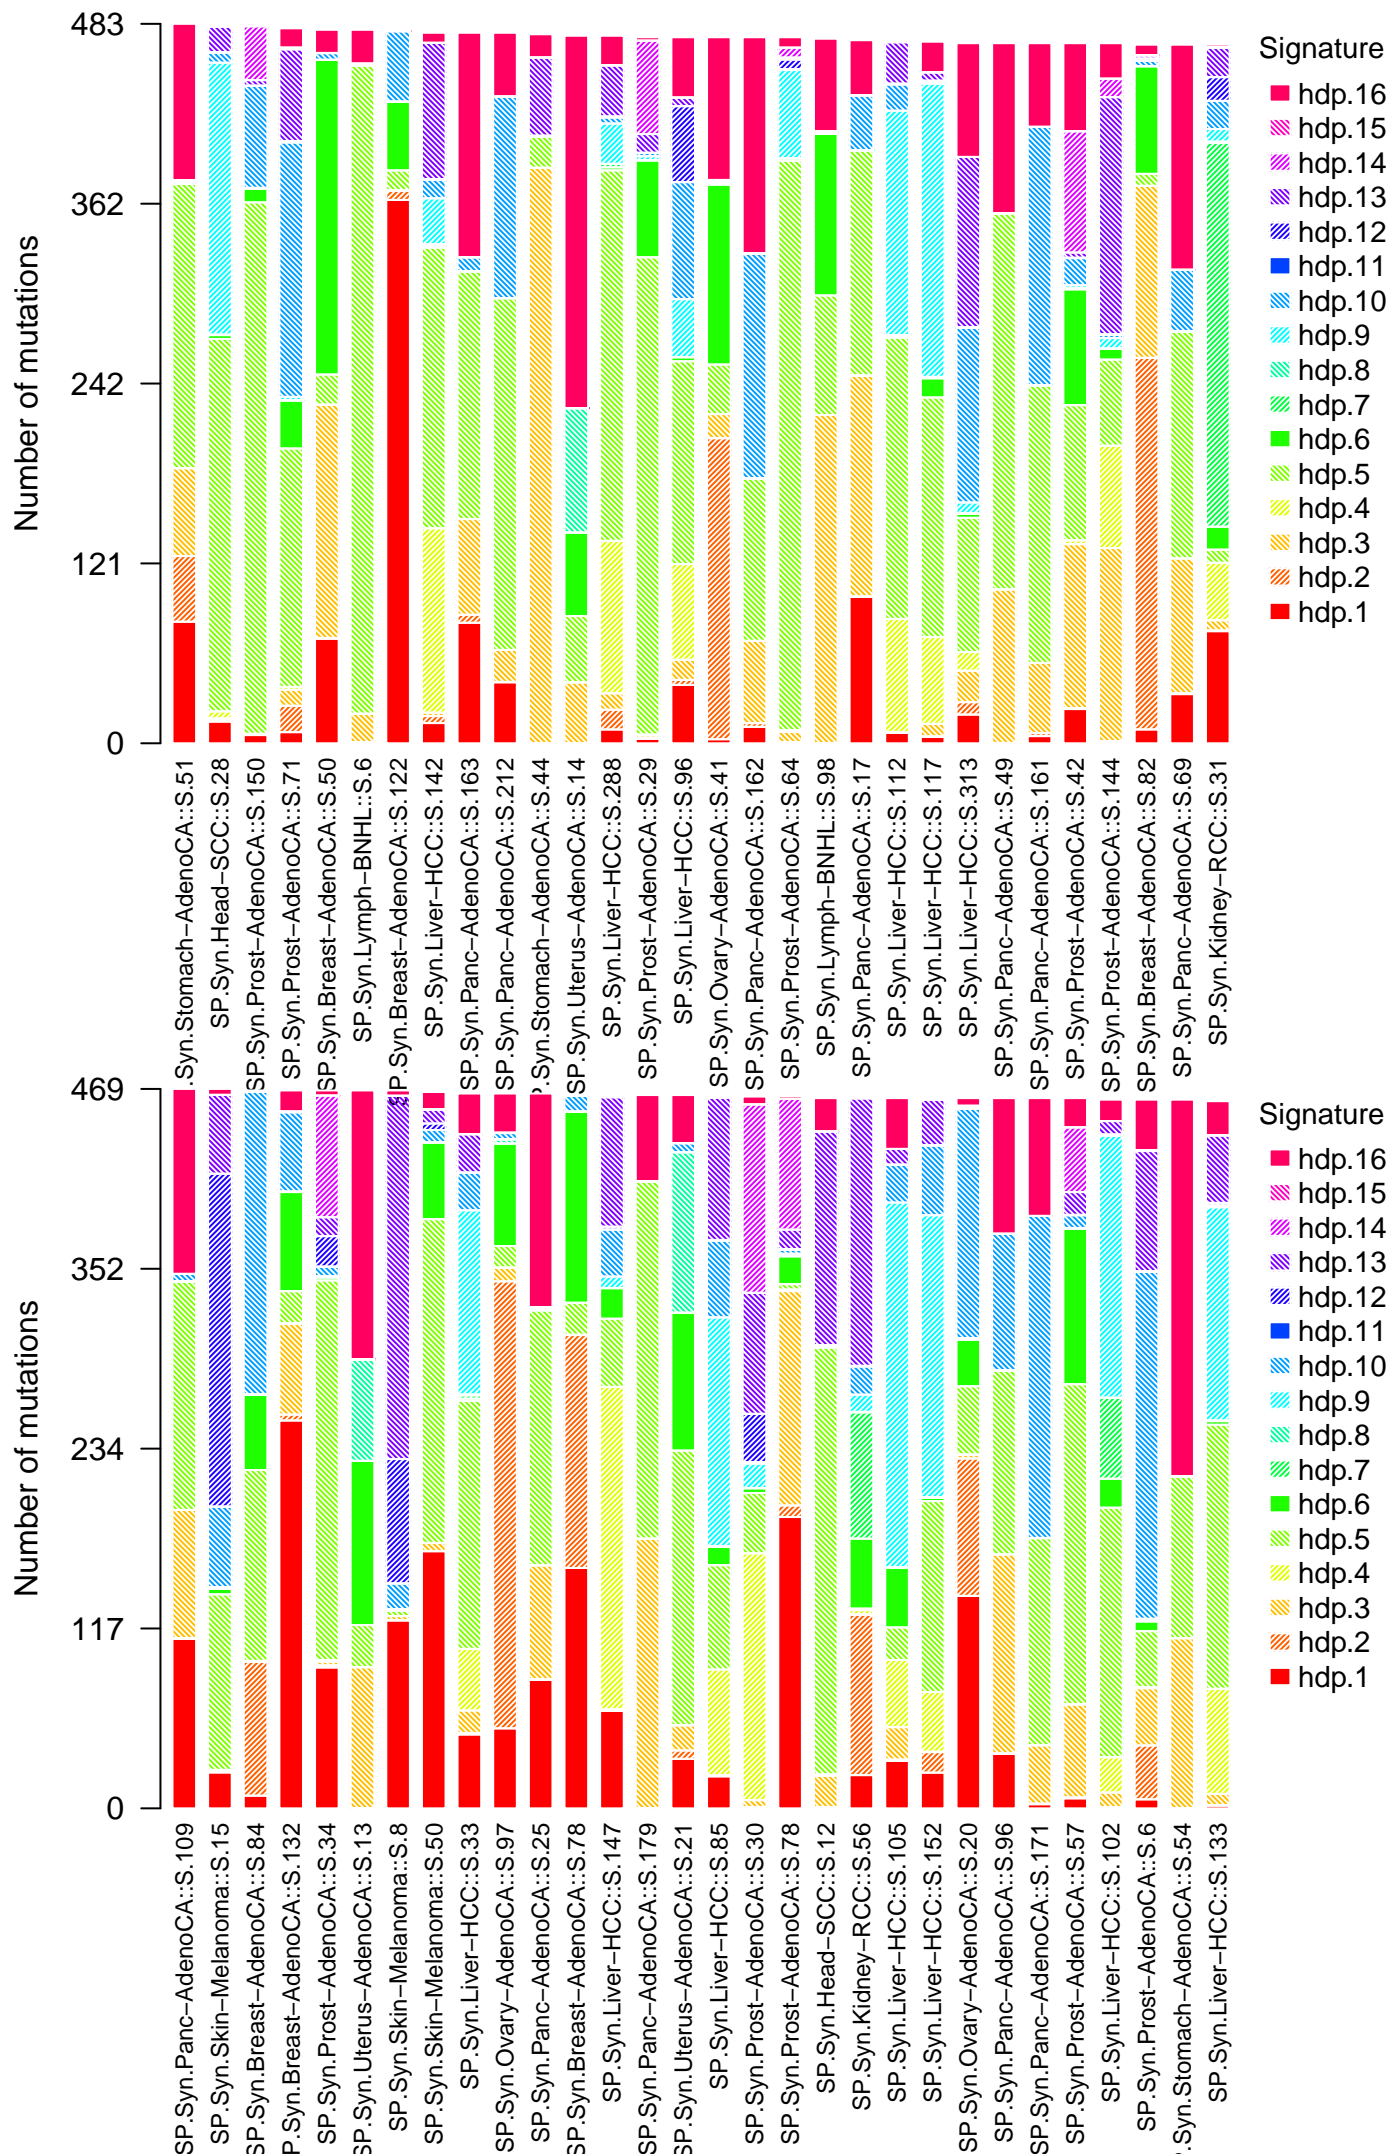 Number of mutations
483
362
242
121
0
Signature
hdp.16
hdp.15
hdp.14
hdp.13
hdp.12
hdp.11
hdp.10
hdp.9
hdp.8
hdp.7
hdp.6
hdp.5
hdp.4
hdp.3
hdp.2
hdp.1
.Syn.Stomach−AdenoCA::S.51
SP.Syn.Head−SCC::S.28
SP.Syn.Prost−AdenoCA::S.150
SP.Syn.Prost−AdenoCA::S.71
SP.Syn.Breast−AdenoCA::S.50
SP.Syn.Lymph−BNHL::S.6
P.Syn.Breast−AdenoCA::S.122
SP.Syn.Liver−HCC::S.142
SP.Syn.Panc−AdenoCA::S.163
SP.Syn.Panc−AdenoCA::S.212
P.Syn.Stomach−AdenoCA::S.44
SP.Syn.Uterus−AdenoCA::S.14
SP.Syn.Liver−HCC::S.288
SP.Syn.Prost−AdenoCA::S.29
SP.Syn.Liver−HCC::S.96
SP.Syn.Ovary−AdenoCA::S.41
SP.Syn.Panc−AdenoCA::S.162
SP.Syn.Prost−AdenoCA::S.64
SP.Syn.Lymph−BNHL::S.98
SP.Syn.Panc−AdenoCA::S.17
SP.Syn.Liver−HCC::S.112
SP.Syn.Liver−HCC::S.117
SP.Syn.Liver−HCC::S.313
SP.Syn.Panc−AdenoCA::S.49
SP.Syn.Panc−AdenoCA::S.161
SP.Syn.Prost−AdenoCA::S.42
SP.Syn.Prost−AdenoCA::S.144
SP.Syn.Breast−AdenoCA::S.82
SP.Syn.Panc−AdenoCA::S.69
SP.Syn.Kidney−RCC::S.31
Number of mutations
469
352
234
117
0
Signature
hdp.16
hdp.15
hdp.14
hdp.13
hdp.12
hdp.11
hdp.10
hdp.9
hdp.8
hdp.7
hdp.6
hdp.5
hdp.4
hdp.3
hdp.2
hdp.1
SP.Syn.Panc−AdenoCA::S.109
SP.Syn.Skin−Melanoma::S.15
SP.Syn.Breast−AdenoCA::S.84
P.Syn.Breast−AdenoCA::S.132
SP.Syn.Prost−AdenoCA::S.34
SP.Syn.Uterus−AdenoCA::S.13
SP.Syn.Skin−Melanoma::S.8
SP.Syn.Skin−Melanoma::S.50
SP.Syn.Liver−HCC::S.33
SP.Syn.Ovary−AdenoCA::S.97
SP.Syn.Panc−AdenoCA::S.25
SP.Syn.Breast−AdenoCA::S.78
SP.Syn.Liver−HCC::S.147
SP.Syn.Panc−AdenoCA::S.179
SP.Syn.Uterus−AdenoCA::S.21
SP.Syn.Liver−HCC::S.85
SP.Syn.Prost−AdenoCA::S.30
SP.Syn.Prost−AdenoCA::S.78
SP.Syn.Head−SCC::S.12
SP.Syn.Kidney−RCC::S.56
SP.Syn.Liver−HCC::S.105
SP.Syn.Liver−HCC::S.152
SP.Syn.Ovary−AdenoCA::S.20
SP.Syn.Panc−AdenoCA::S.96
SP.Syn.Panc−AdenoCA::S.171
SP.Syn.Prost−AdenoCA::S.57
SP.Syn.Liver−HCC::S.102
SP.Syn.Prost−AdenoCA::S.6
.Syn.Stomach−AdenoCA::S.54
SP.Syn.Liver−HCC::S.133